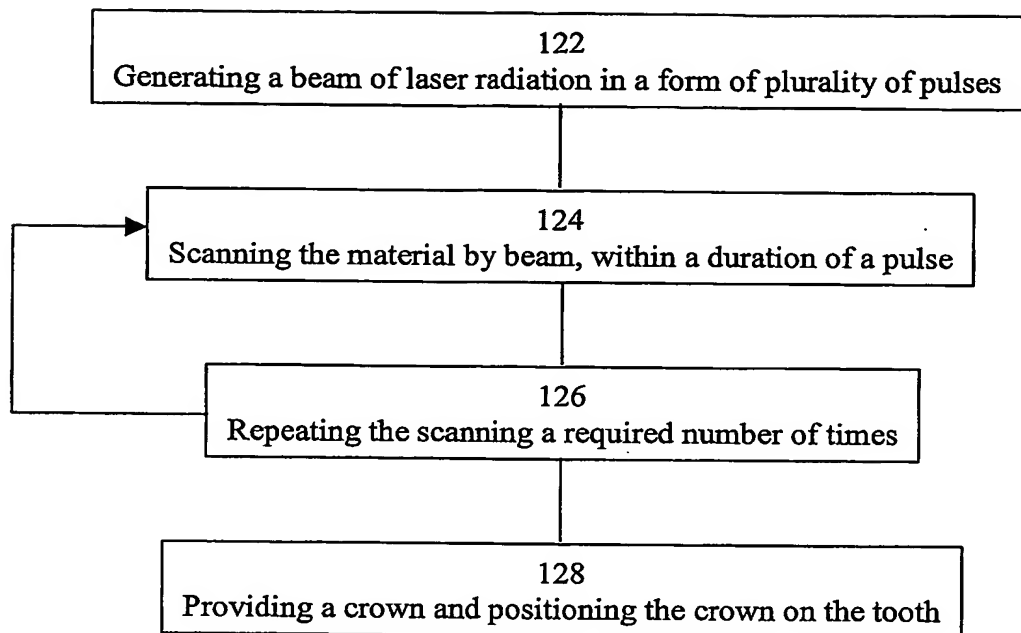 122
Generating a beam of laser radiation in a form of plurality of pulses
124
Scanning the material by beam, within a duration of a pulse
126
Repeating the scanning a required number of times
128
Providing a crown and positioning the crown on the tooth